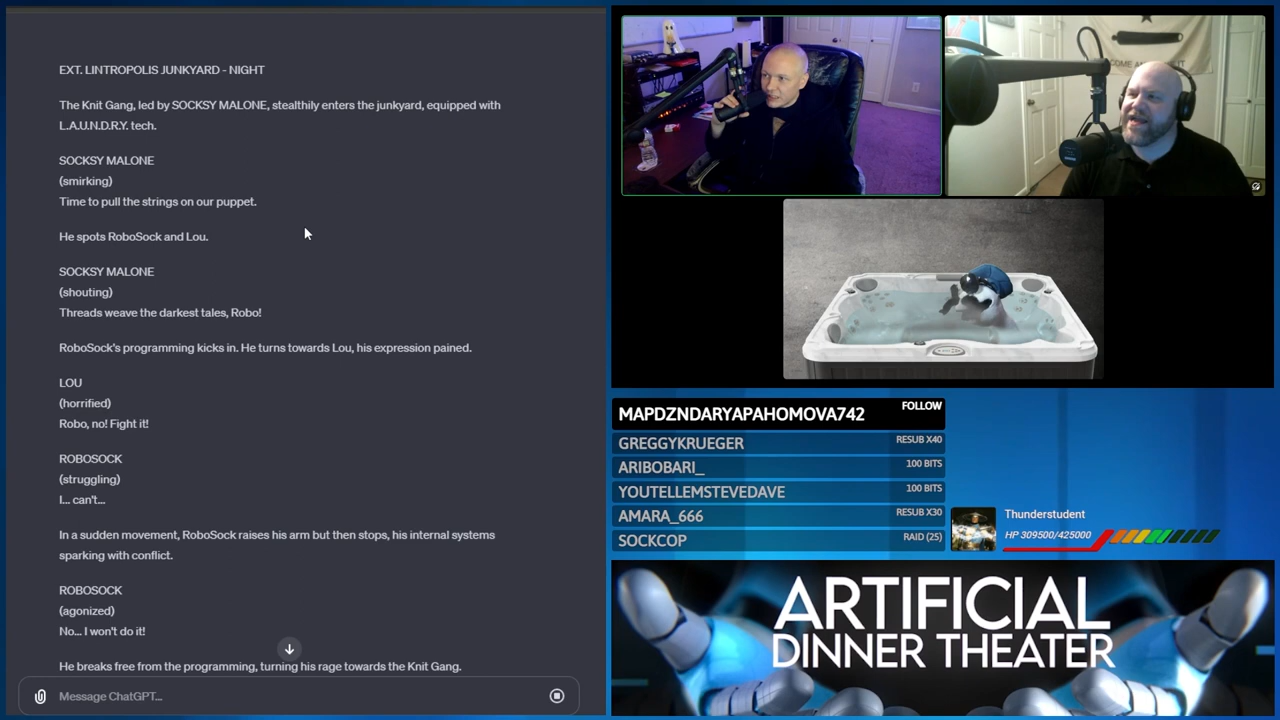 EXT. LINTROPOLIS JUNKYARD - NIGHT
The Knit Gang, led by SOCKSY MALONE, stealthily enters the junkyard, equipped with
L.A.U.N.D.R.Y. tech.
SOCKSY MALONE
(smirking)
Time to pull the strings on our puppet.
He spots RoboSock and Lou.
SOCKSY MALONE
(shouting)
Threads weave the darkest tales, Robo!
RoboSock's programming kicks in. He turns towards Lou, his expression pained.
LOU
(horrified)
Robo, no! Fight it!
ROBOSOCK
(struggling)
I... can't...
In a sudden movement, RoboSock raises his arm but then stops, his internal systems
sparking with conflict.
ROBOSOCK
(agonized)
No... I won't do it!
He breaks free from the programming, turning his rage towards the Knit Gang.
Message ChatGPT...
MAPDZNDARYAPAHOMOVA742 FOLLOW
GREGGYKRUEGER RESUB X40
ARIBOBARI_ 100 BITS
YOUTELLEMSTEVEDAVE 100 BITS
AMARA_666 RESUB X30
SOCKCOP RAID (25)
Thunderstudent
HP 309500/425000
ARTIFICIAL
DINNER THEATER